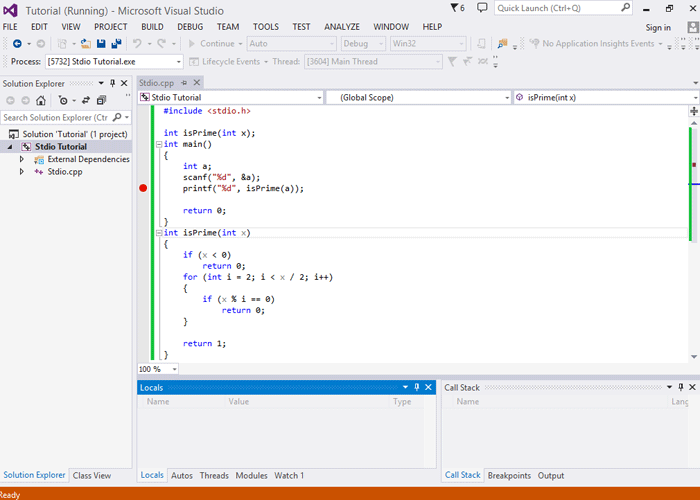 Tutorial (Running) - Microsoft Visual Studio
6
Quick Launch (Ctrl+Q)
FILE EDIT VIEW PROJECT BUILD DEBUG TEAM TOOLS TEST ANALYZE WINDOW HELP
Sign in
Continue Auto Debug Win32 No Application Insights Events
Process: [5732] Stdio Tutorial.exe Lifecycle Events Thread: [3604] Main Thread
Solution Explorer
Search Solution Explorer (Ctr
Solution 'Tutorial' (1 project)
Stdio Tutorial
External Dependencies
Stdio.cpp
Solution Explorer Class View
Stdio.cpp
Stdio Tutorial (Global Scope) isPrime(int x)
#include <stdio.h>
int isPrime(int x);
int main()
{
int a;
scanf("%d", &a);
printf("%d", isPrime(a));
return 0;
}
int isPrime(int x)
{
if (x < 0)
return 0;
for (int i = 2; i < x / 2; i++)
{
if (x % i == 0)
return 0;
}
return 1;
}
100 %
Locals
Name Value Type
Locals Autos Threads Modules Watch 1
Call Stack
Name Lang
Call Stack Breakpoints Output
Ready